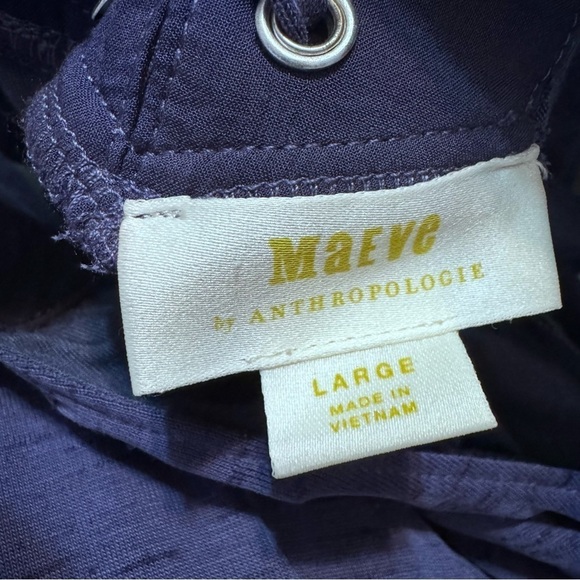 MaEVe
by ANTHROPOLOGIE
LARGE
MADE IN
VIETNAM